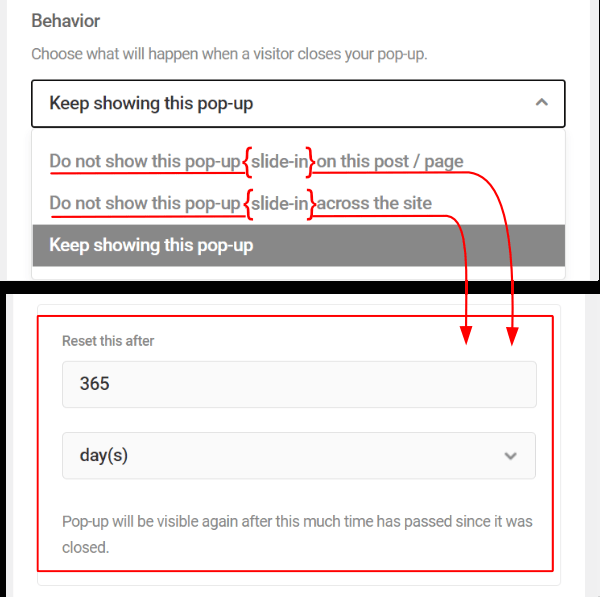 Behavior
Choose what will happen when a visitor closes your pop-up.
Keep showing this pop-up
Do not show this pop-up {slide-in} on this post / page
Do not show this pop-up {slide-in} across the site
Keep showing this pop-up
Reset this after
365
day(s)
Pop-up will be visible again after this much time has passed since it was
closed.